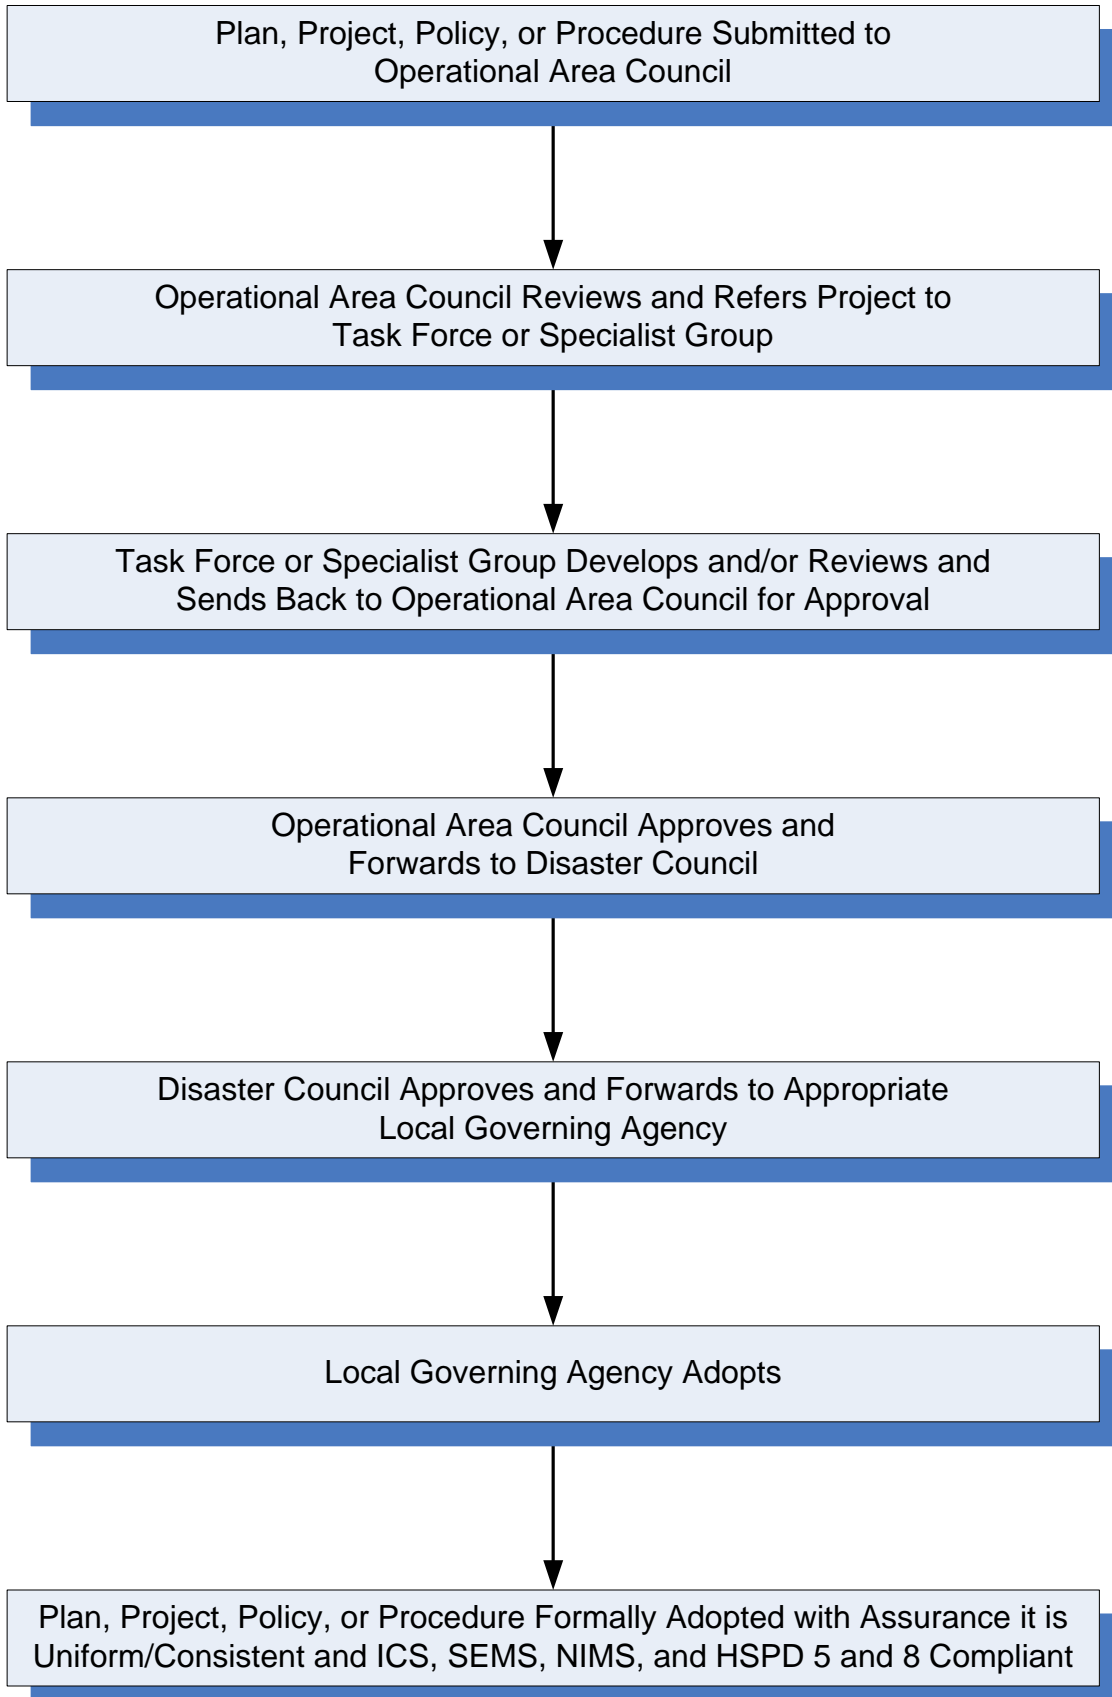 Plan, Project, Policy, or Procedure Submitted to
Operational Area Council
Operational Area Council Reviews and Refers Project to
Task Force or Specialist Group
Task Force or Specialist Group Develops and/or Reviews and
Sends Back to Operational Area Council for Approval
Operational Area Council Approves and
Forwards to Disaster Council
Disaster Council Approves and Forwards to Appropriate
Local Governing Agency
Local Governing Agency Adopts
Plan, Project, Policy, or Procedure Formally Adopted with Assurance it is
Uniform/Consistent and ICS, SEMS, NIMS, and HSPD 5 and 8 Compliant